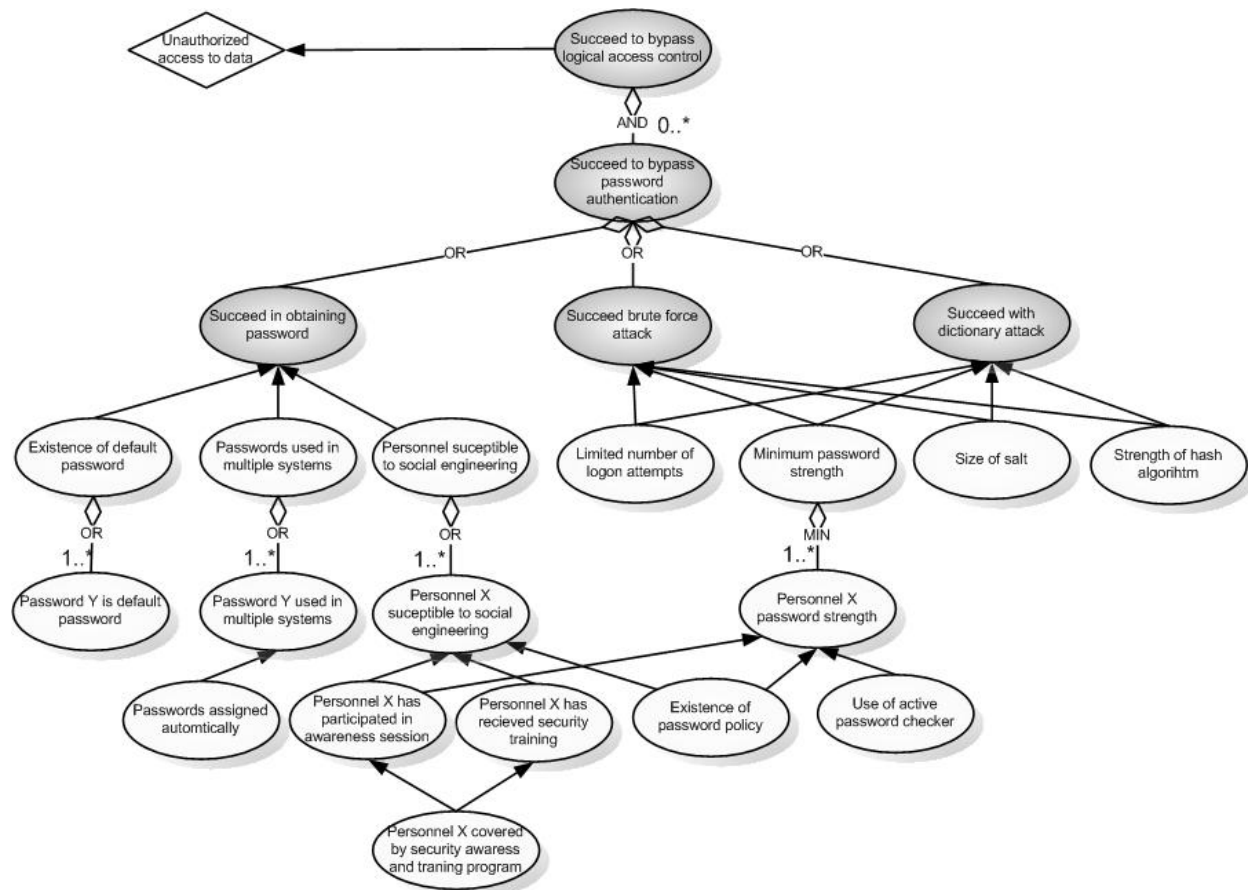 Unauthorized
access to data
Succeed to bypass
logical access control
AND
0..*
Succeed to bypass
password
authentication
OR
OR
OR
Succeed in obtaining
password
Succeed brute force
attack
Succeed with
dictionary attack
Existence of default
password
Passwords used in
multiple systems
Personnel suceptible
to social engineering
Limited number of
logon attempts
Minimum password
strength
Size of salt
Strength of hash
algorihtm
OR
OR
OR
MIN
1..*
1..*
1..*
1..*
Password Y is default
password
Password Y used in
multiple systems
Personnel X
suceptible to social
engineering
Personnel X
password strength
Passwords assigned
automtically
Personnel X has
participated in
awareness session
Personnel X has
recieved security
training
Existence of
password policy
Use of active
password checker
Personnel X covered
by security awaress
and traning program